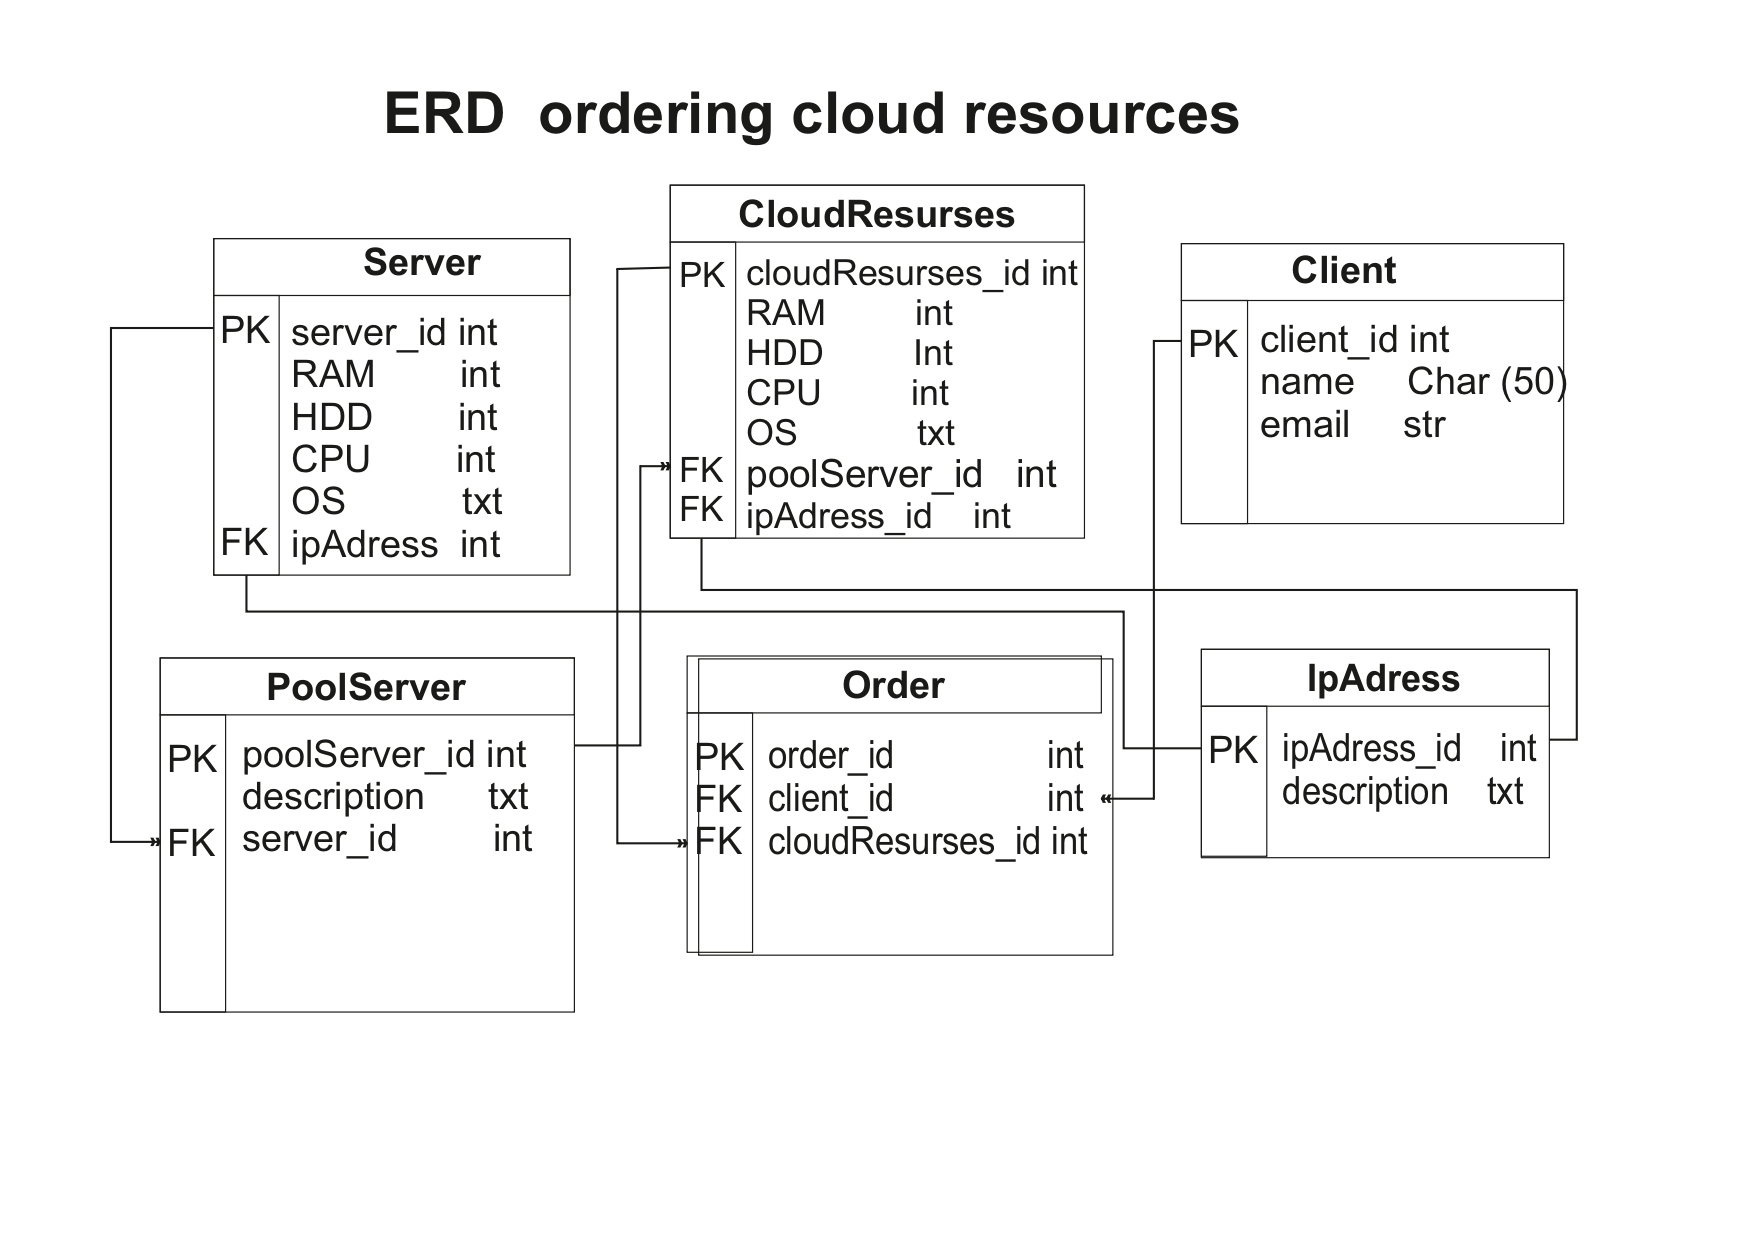 ERD ordering cloud resources
Server
PK server_id int
RAM int
HDD int
CPU int
OS txt
FK ipAdress int
CloudResurses
PK cloudResurses_id int
RAM int
HDD Int
CPU int
OS txt
FK poolServer_id int
FK ipAdress_id int
Client
PK client_id int
name Char (50)
email str
PoolServer
PK poolServer_id int
description txt
FK server_id int
Order
PK order_id int
FK client_id int
FK cloudResurses_id int
IpAdress
PK ipAdress_id int
description txt